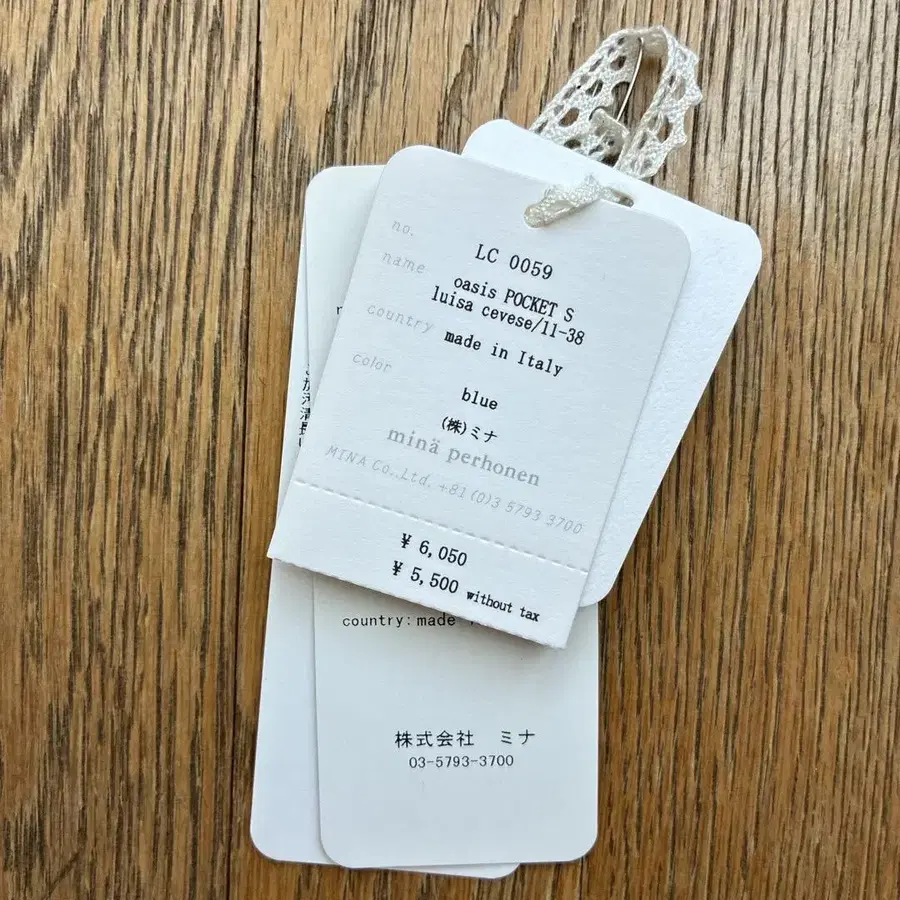 no.
LC 0059
name
oasis POCKET S
luisa cevese/11-38
country
made in Italy
color
blue
(株)ミナ
minä perhonen
MINA Co.,Ltd. +81(0)3 5793 3700
¥ 6,050
¥ 5,500 without tax
country:made
株式会社 ミナ
03-5793-3700